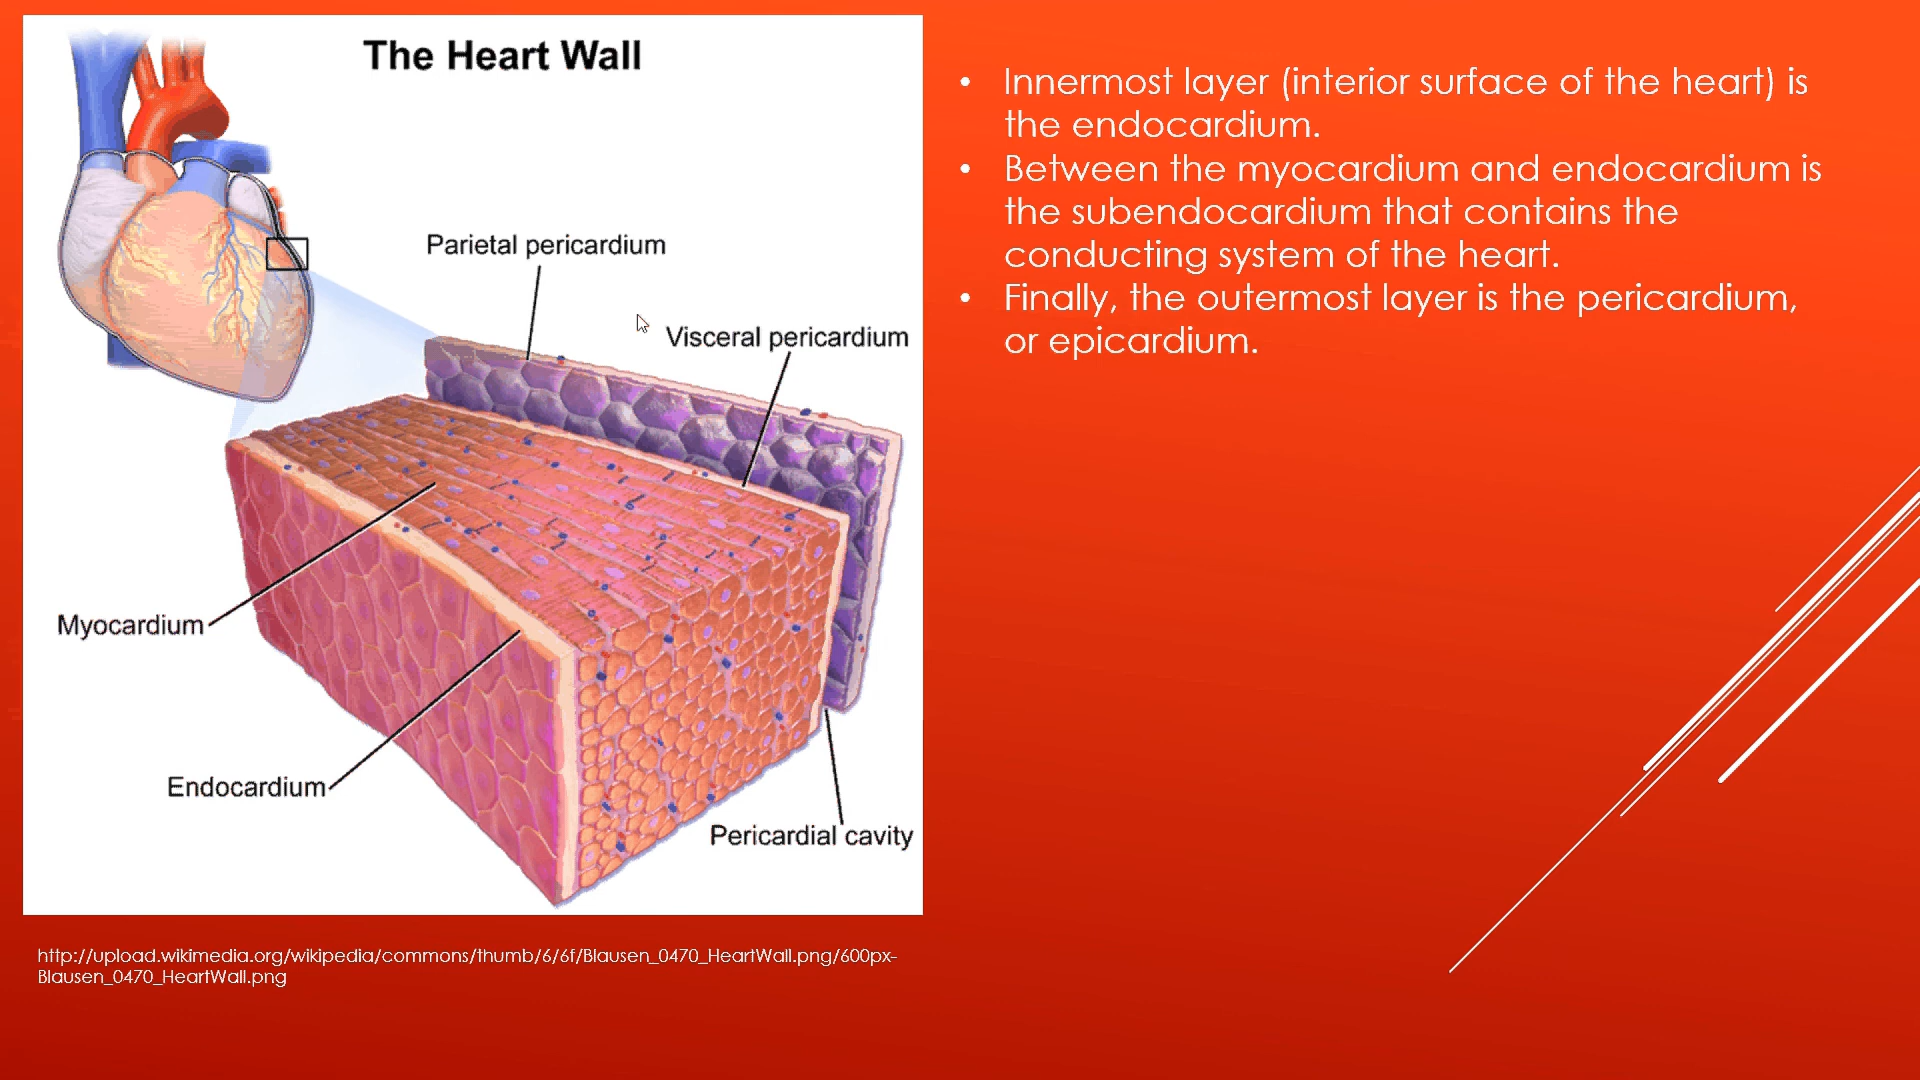 The Heart Wall
Parietal pericardium
Visceral pericardium
Myocardium
Endocardium
Pericardial cavity
http://upload.wikimedia.org/wikipedia/commons/thumb/6/6f/Blausen_0470_HeartWall.png/600px-
Blausen_0470_HeartWall.png
• Innermost layer (interior surface of the heart) is
the endocardium.
• Between the myocardium and endocardium is
the subendocardium that contains the
conducting system of the heart.
• Finally, the outermost layer is the pericardium,
or epicardium.